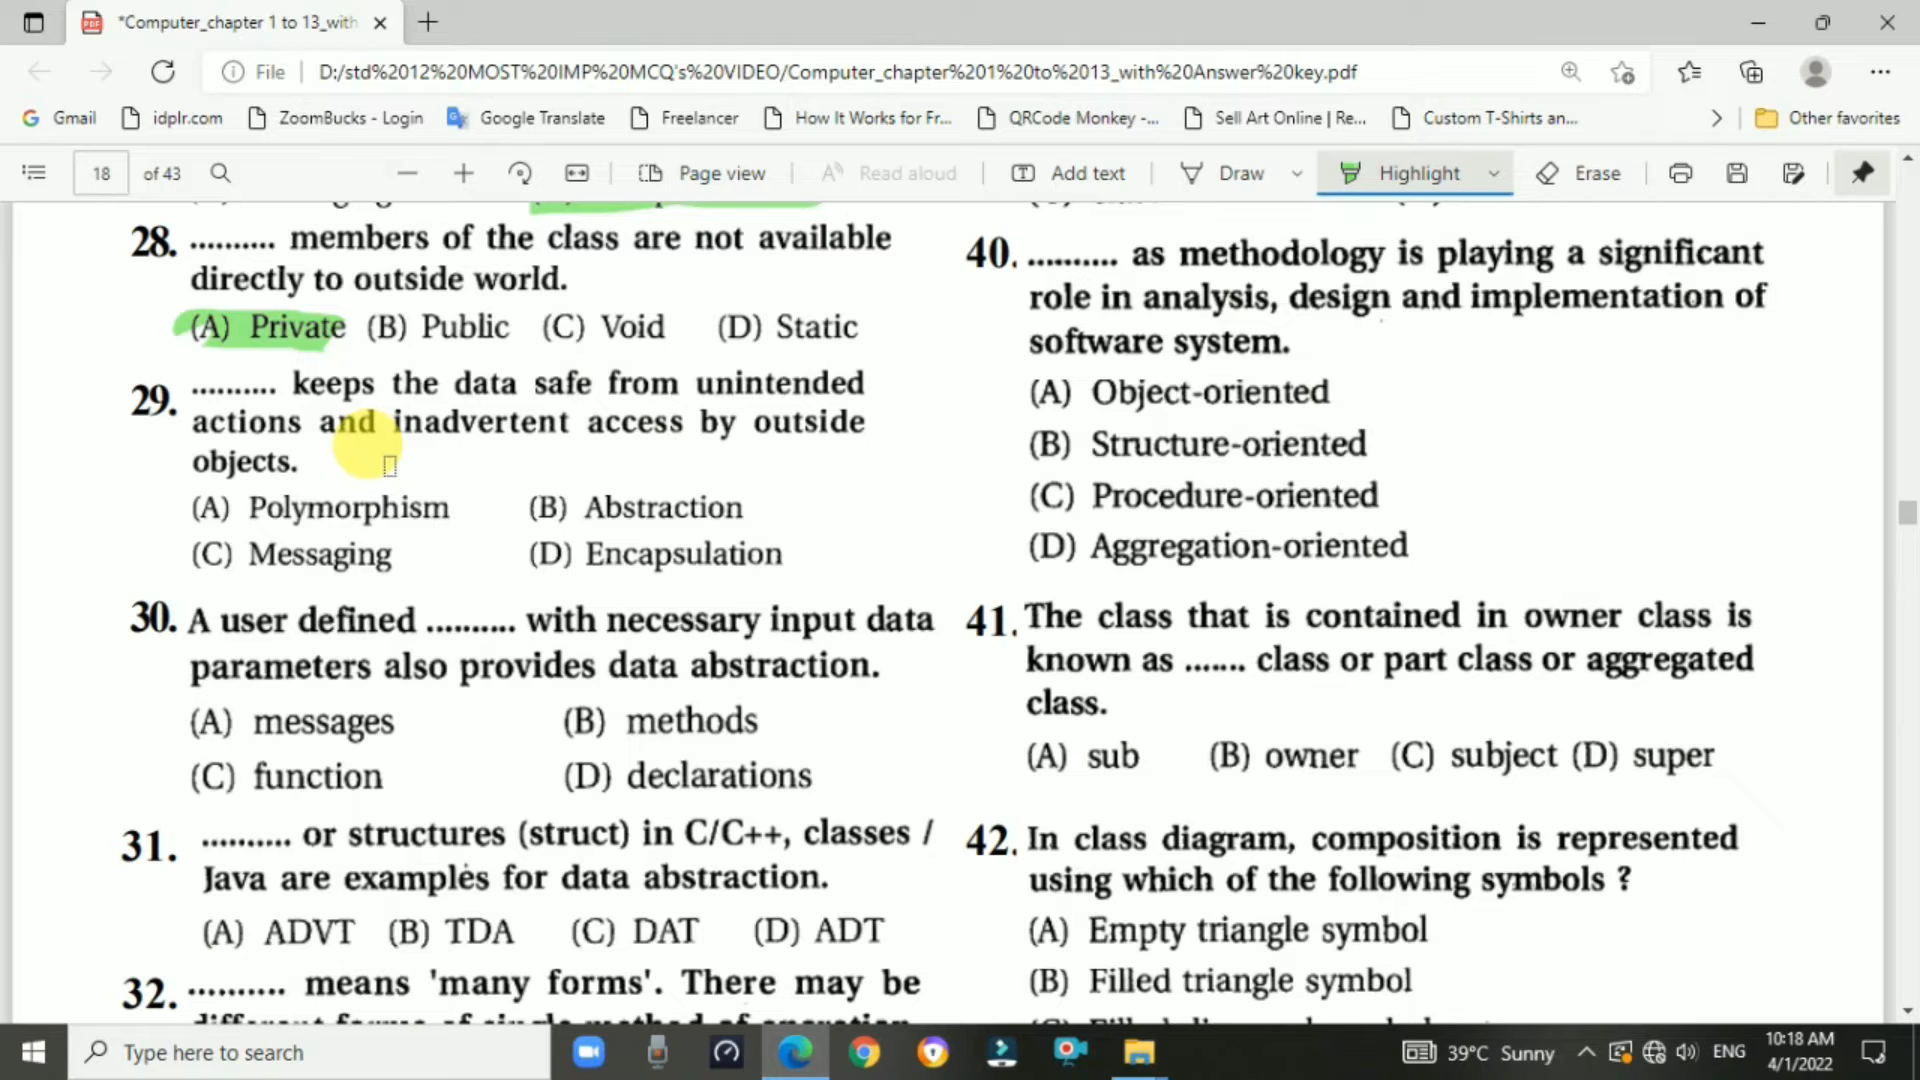 *Computer_chapter 1 to 13_with
File
D:/std%2012%20MOST%20IMP%20MCQ's%20VIDEO/Computer_chapter%201%20to%2013_with%20Answer%20key.pdf
Gmail
idplr.com
ZoomBucks - Login
Google Translate
Freelancer
How It Works for Fr...
QRCode Monkey -...
Sell Art Online | Re...
Custom T-Shirts an...
Other favorites
18 of 43
Page view
Read aloud
Add text
Draw
Highlight
Erase
28. .......... members of the class are not available
directly to outside world.
(A) Private (B) Public (C) Void (D) Static
29. .......... keeps the data safe from unintended
actions and inadvertent access by outside
objects.
(A) Polymorphism (B) Abstraction
(C) Messaging (D) Encapsulation
30. A user defined .......... with necessary input data
parameters also provides data abstraction.
(A) messages (B) methods
(C) function (D) declarations
31. .......... or structures (struct) in C/C++, classes /
Java are examples for data abstraction.
(A) ADVT (B) TDA (C) DAT (D) ADT
32. .......... means 'many forms'. There may be
40. .......... as methodology is playing a significant
role in analysis, design and implementation of
software system.
(A) Object-oriented
(B) Structure-oriented
(C) Procedure-oriented
(D) Aggregation-oriented
41. The class that is contained in owner class is
known as ....... class or part class or aggregated
class.
(A) sub (B) owner (C) subject (D) super
42. In class diagram, composition is represented
using which of the following symbols ?
(A) Empty triangle symbol
(B) Filled triangle symbol
Type here to search
39°C Sunny
ENG
10:18 AM
4/1/2022